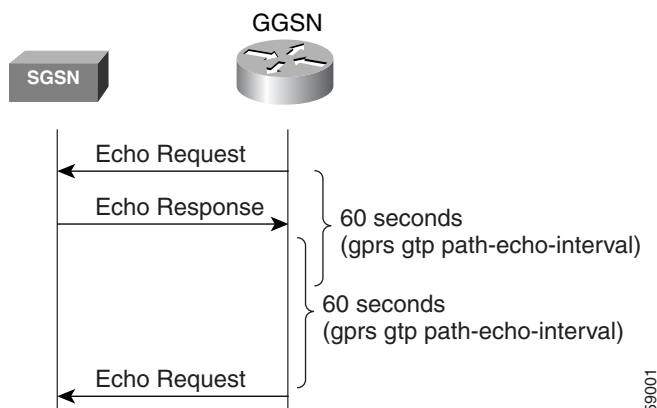 GGSN
SGSN
Echo Request
Echo Response
60 seconds
(gprs gtp path-echo-interval)
60 seconds
(gprs gtp path-echo-interval)
Echo Request
59001